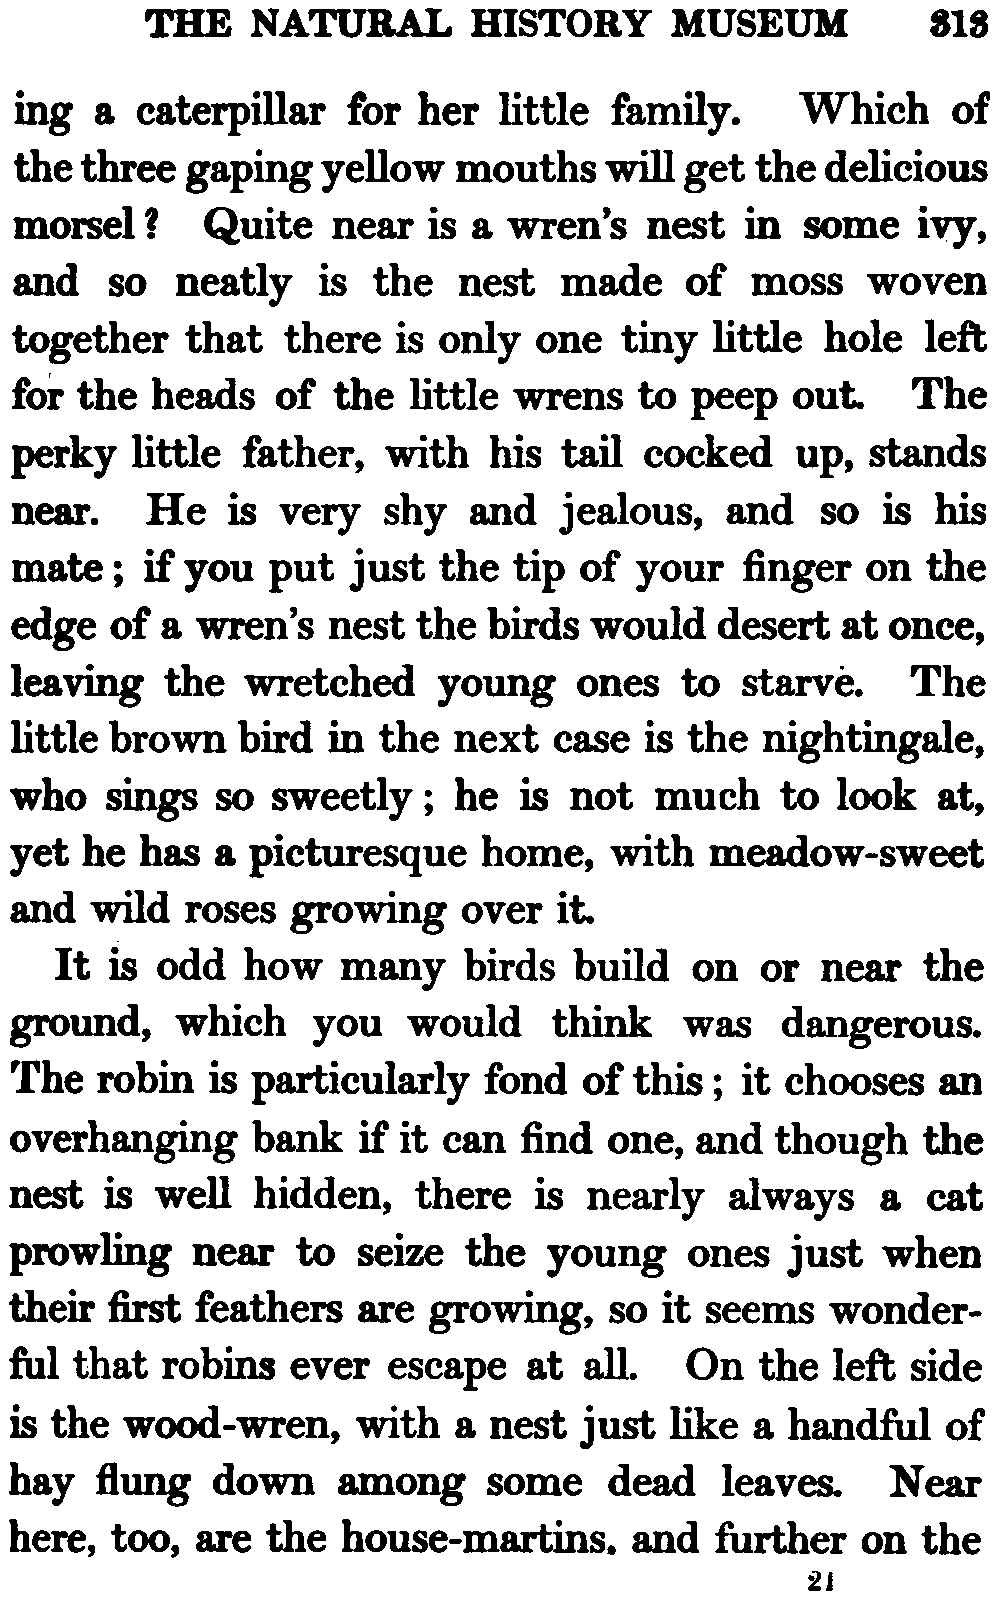 THE NATURAL HISTORY MUSEUM 313
ing a caterpillar for her little family. Which of
the three gaping yellow mouths will get the delicious
morsel? Quite near is a wren's nest in some ivy,
and so neatly is the nest made of moss woven
together that there is only one tiny little hole left
for the heads of the little wrens to peep out. The
perky little father, with his tail cocked up, stands
near. He is very shy and jealous, and so is his
mate; if you put just the tip of your finger on the
edge of a wren's nest the birds would desert at once,
leaving the wretched young ones to starve. The
little brown bird in the next case is the nightingale,
who sings so sweetly; he is not much to look at,
yet he has a picturesque home, with meadow-sweet
and wild roses growing over it.
It is odd how many birds build on or near the
ground, which you would think was dangerous.
The robin is particularly fond of this; it chooses an
overhanging bank if it can find one, and though the
nest is well hidden, there is nearly always a cat
prowling near to seize the young ones just when
their first feathers are growing, so it seems wonder-
ful that robins ever escape at all. On the left side
is the wood-wren, with a nest just like a handful of
hay flung down among some dead leaves. Near
here, too, are the house-martins. and further on the
21